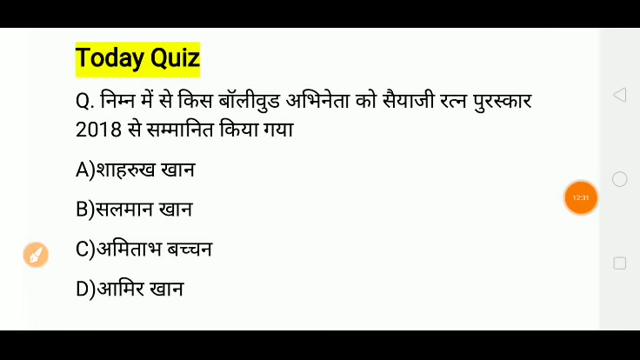 Today Quiz
Q. निम्न में से किस बॉलीवुड अभिनेता को सैयाजी रत्न पुरस्कार
2018 से सम्मानित किया गया
A)शाहरुख खान
B)सलमान खान
C)अमिताभ बच्चन
D)आमिर खान
12:31